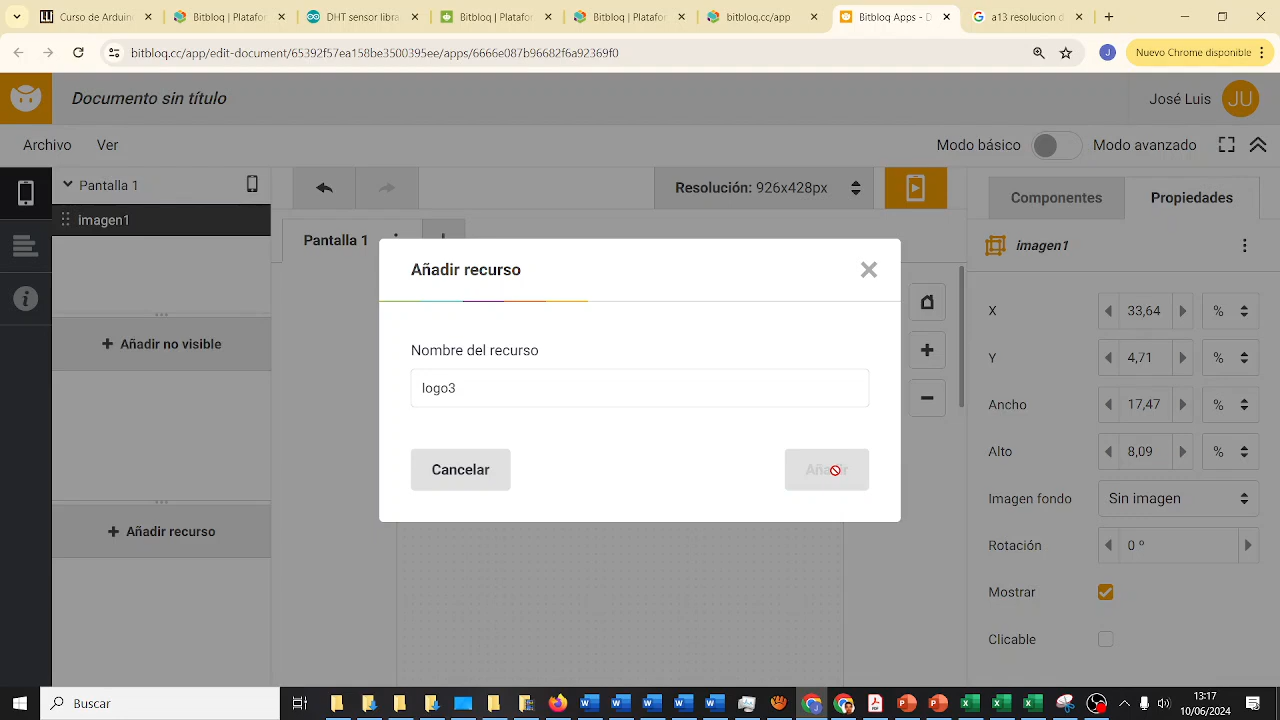 Curso de Arduino
Bitbloq | Platafor
DHT sensor libra
Bitbloq | Platafor
Bitbloq | Platafor
bitbloq.cc/app
Bitbloq Apps - D
a13 resolucion d
bitbloq.cc/app/edit-document/65392f57ea158be3500395ee/apps/6666e087b96682f6a92369f0
J
Nuevo Chrome disponible
Documento sin título
José Luis
JU
Archivo
Ver
Modo básico
Modo avanzado
Pantalla 1
Resolución: 926x428px
Componentes
Propiedades
imagen1
Pantalla 1
imagen1
Añadir recurso
X
33,64
%
Añadir no visible
Nombre del recurso
Y
4,71
%
logo3
Ancho
17,47
%
Alto
8,09
%
Cancelar
Añadir
Imagen fondo
Sin imagen
Añadir recurso
Rotación
0 º
Mostrar
Clicable
Buscar
13:17
10/06/2024